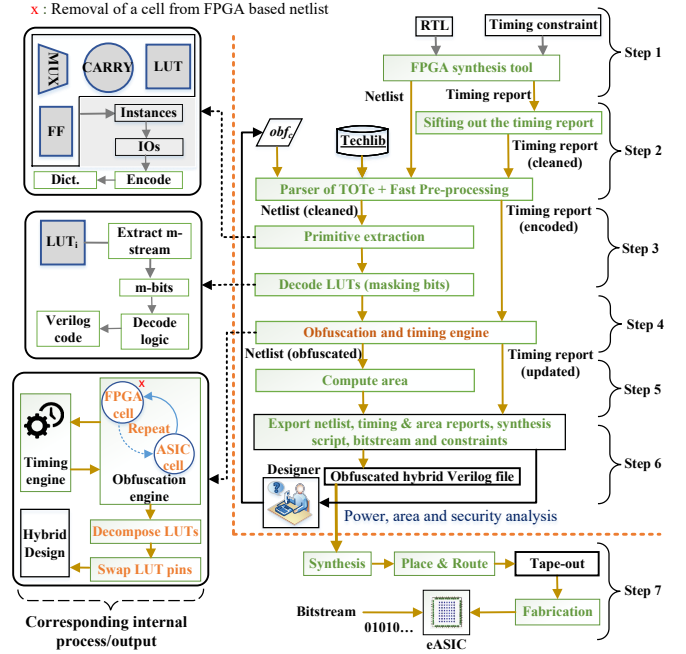 x : Removal of a cell from FPGA based netlist
MUX
CARRY
LUT
FF
Instances
IOs
Encode
Dict.
LUTi
Extract m-
stream
m-bits
Decode
logic
Verilog
code
FPGA
cell
x
Repeat
ASIC
cell
Timing
engine
Obfuscation
engine
Decompose LUTs
Swap LUT pins
Hybrid
Design
Corresponding internal
process/output
RTL
Timing constraint
FPGA synthesis tool
Netlist
Timing report
Sifting out the timing report
Timing report
(cleaned)
obfc
Techlib
Parser of TOTe + Fast Pre-processing
Netlist (cleaned)
Timing report
(encoded)
Primitive extraction
Decode LUTs (masking bits)
Obfuscation and timing engine
Netlist (obfuscated)
Timing report
(updated)
Compute area
Export netlist, timing & area reports, synthesis
script, bitstream and constraints
Designer
?
Obfuscated hybrid Verilog file
Power, area and security analysis
Synthesis
Place & Route
Tape-out
Fabrication
Bitstream
01010...
eASIC
Step 1
Step 2
Step 3
Step 4
Step 5
Step 6
Step 7